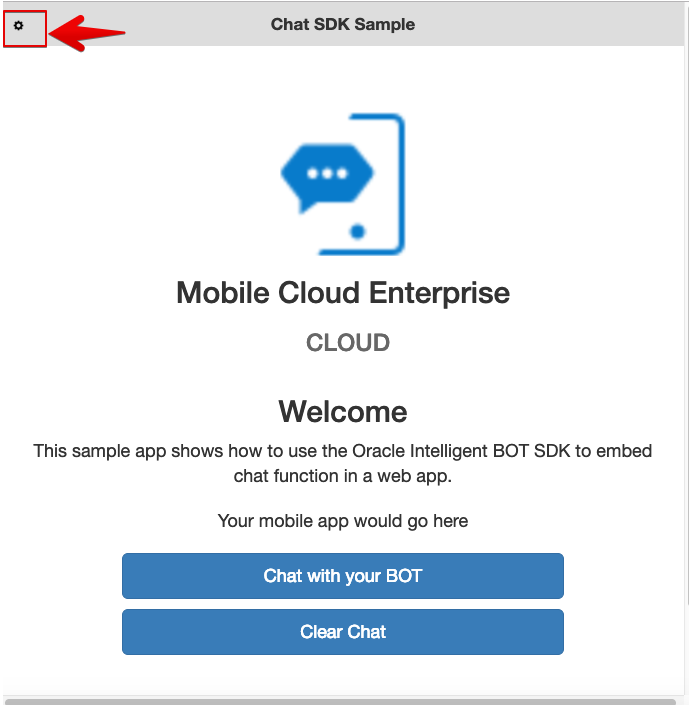 Chat SDK Sample
Mobile Cloud Enterprise
CLOUD
Welcome
This sample app shows how to use the Oracle Intelligent BOT SDK to embed
chat function in a web app.
Your mobile app would go here
Chat with your BOT
Clear Chat